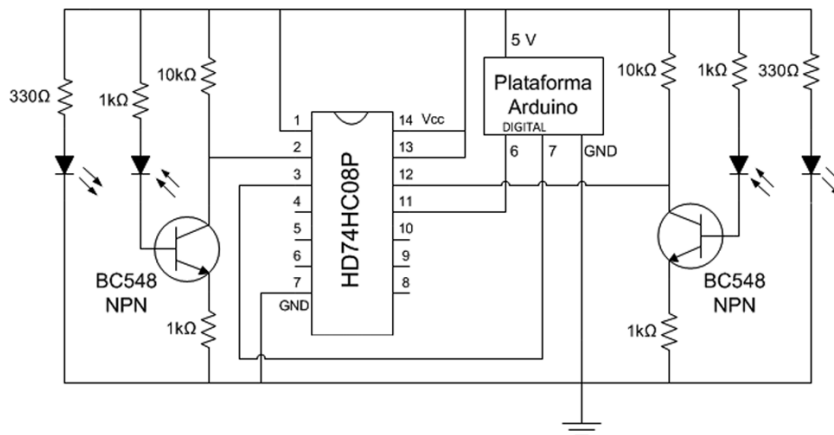 5 V
Plataforma
Arduino
DIGITAL
6 7 GND
330Ω
1kΩ
10kΩ
10kΩ
1kΩ
330Ω
1
2
3
4
5
6
7
GND
HD74HC08P
14 Vcc
13
12
11
10
9
8
BC548
NPN
1kΩ
BC548
NPN
1kΩ